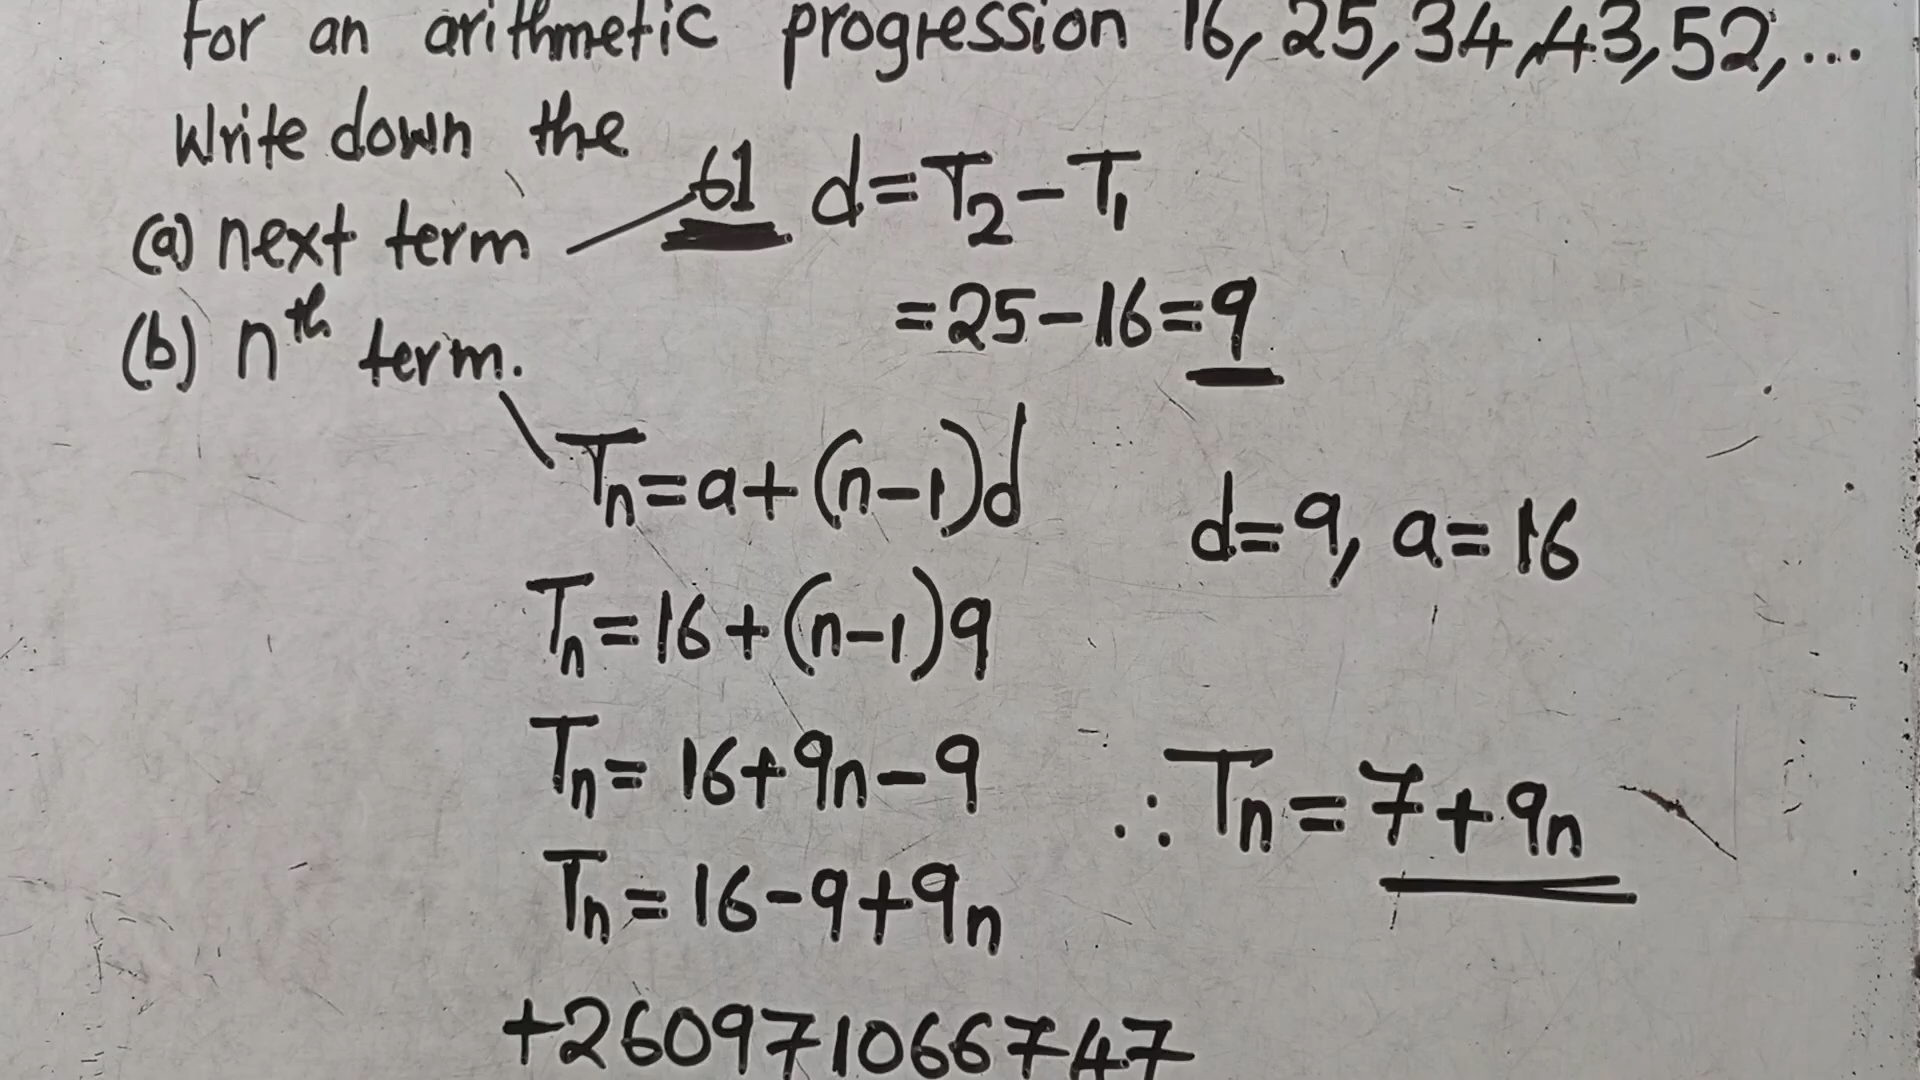 For an arithmetic progression 16, 25, 34, 43, 52, ...
Write down the
(a) next term 61
d = T₂ - T₁
= 25 - 16 = 9
(b) nᵗʰ term.
Tₙ = a + (n-1)d
d = 9, a = 16
Tₙ = 16 + (n-1)9
Tₙ = 16 + 9n - 9
∴ Tₙ = 7 + 9n
Tₙ = 16 - 9 + 9n
+260971066747